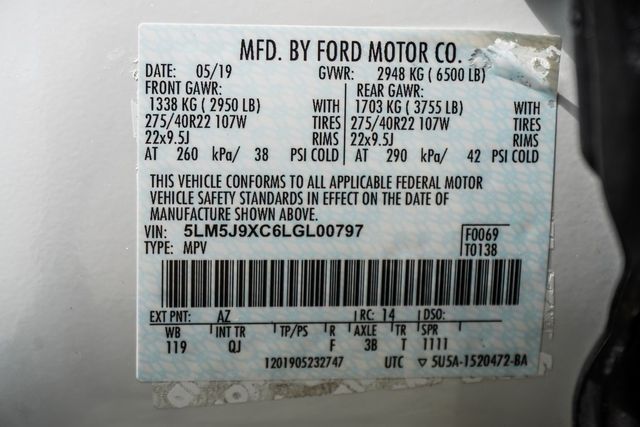 MFD. BY FORD MOTOR CO.
DATE: 05/19 GVWR: 2948 KG ( 6500 LB)
FRONT GAWR: REAR GAWR:
1338 KG ( 2950 LB) WITH 1703 KG ( 3755 LB) WITH
275/40R22 107W TIRES 275/40R22 107W TIRES
22x9.5J RIMS 22x9.5J RIMS
AT 260 kPa/ 38 PSI COLD AT 290 kPa/ 42 PSI COLD
THIS VEHICLE CONFORMS TO ALL APPLICABLE FEDERAL MOTOR
VEHICLE SAFETY STANDARDS IN EFFECT ON THE DATE OF
MANUFACTURE SHOWN ABOVE.
VIN: 5LM5J9XC6LGL00797 F0069
TYPE: MPV T0138
EXT PNT: AZ RC: 14 DSO:
WB INT TR TP/PS R AXLE TR SPR
119 QJ F 3B T 1111
1201905232747 UTC ▽ 5U5A-1520472-BA